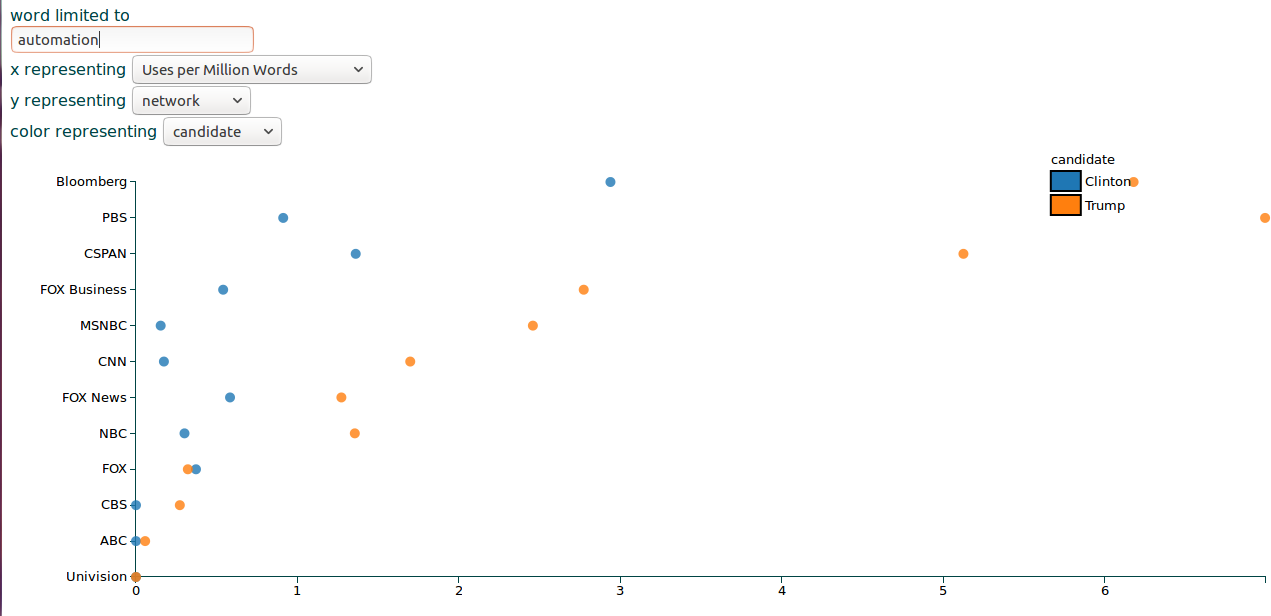 word limited to
automation
x representing Uses per Million Words
y representing network
color representing candidate
candidate
Clinton
Trump
Bloomberg
PBS
CSPAN
FOX Business
MSNBC
CNN
FOX News
NBC
FOX
CBS
ABC
Univision
0 1 2 3 4 5 6